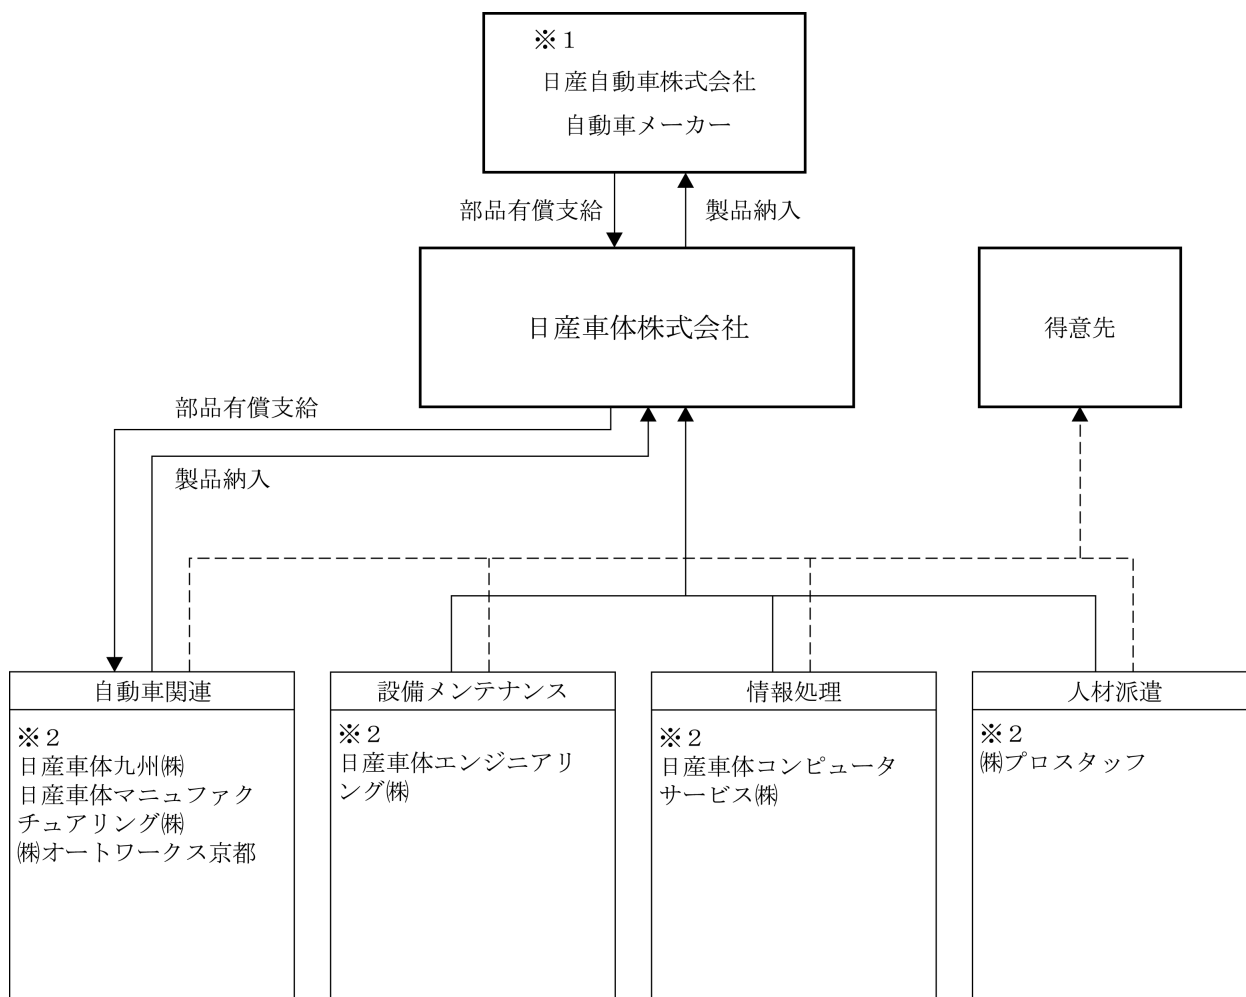 ※１
日産自動車株式会社
自動車メーカー
部品有償支給
製品納入
日産車体株式会社
得意先
部品有償支給
製品納入
自動車関連
※２
日産車体九州㈱
日産車体マニュファク
チュアリング㈱
㈱オートワークス京都
設備メンテナンス
※２
日産車体エンジニアリ
ング㈱
情報処理
※２
日産車体コンピュータ
サービス㈱
人材派遣
※２
㈱プロスタッフ